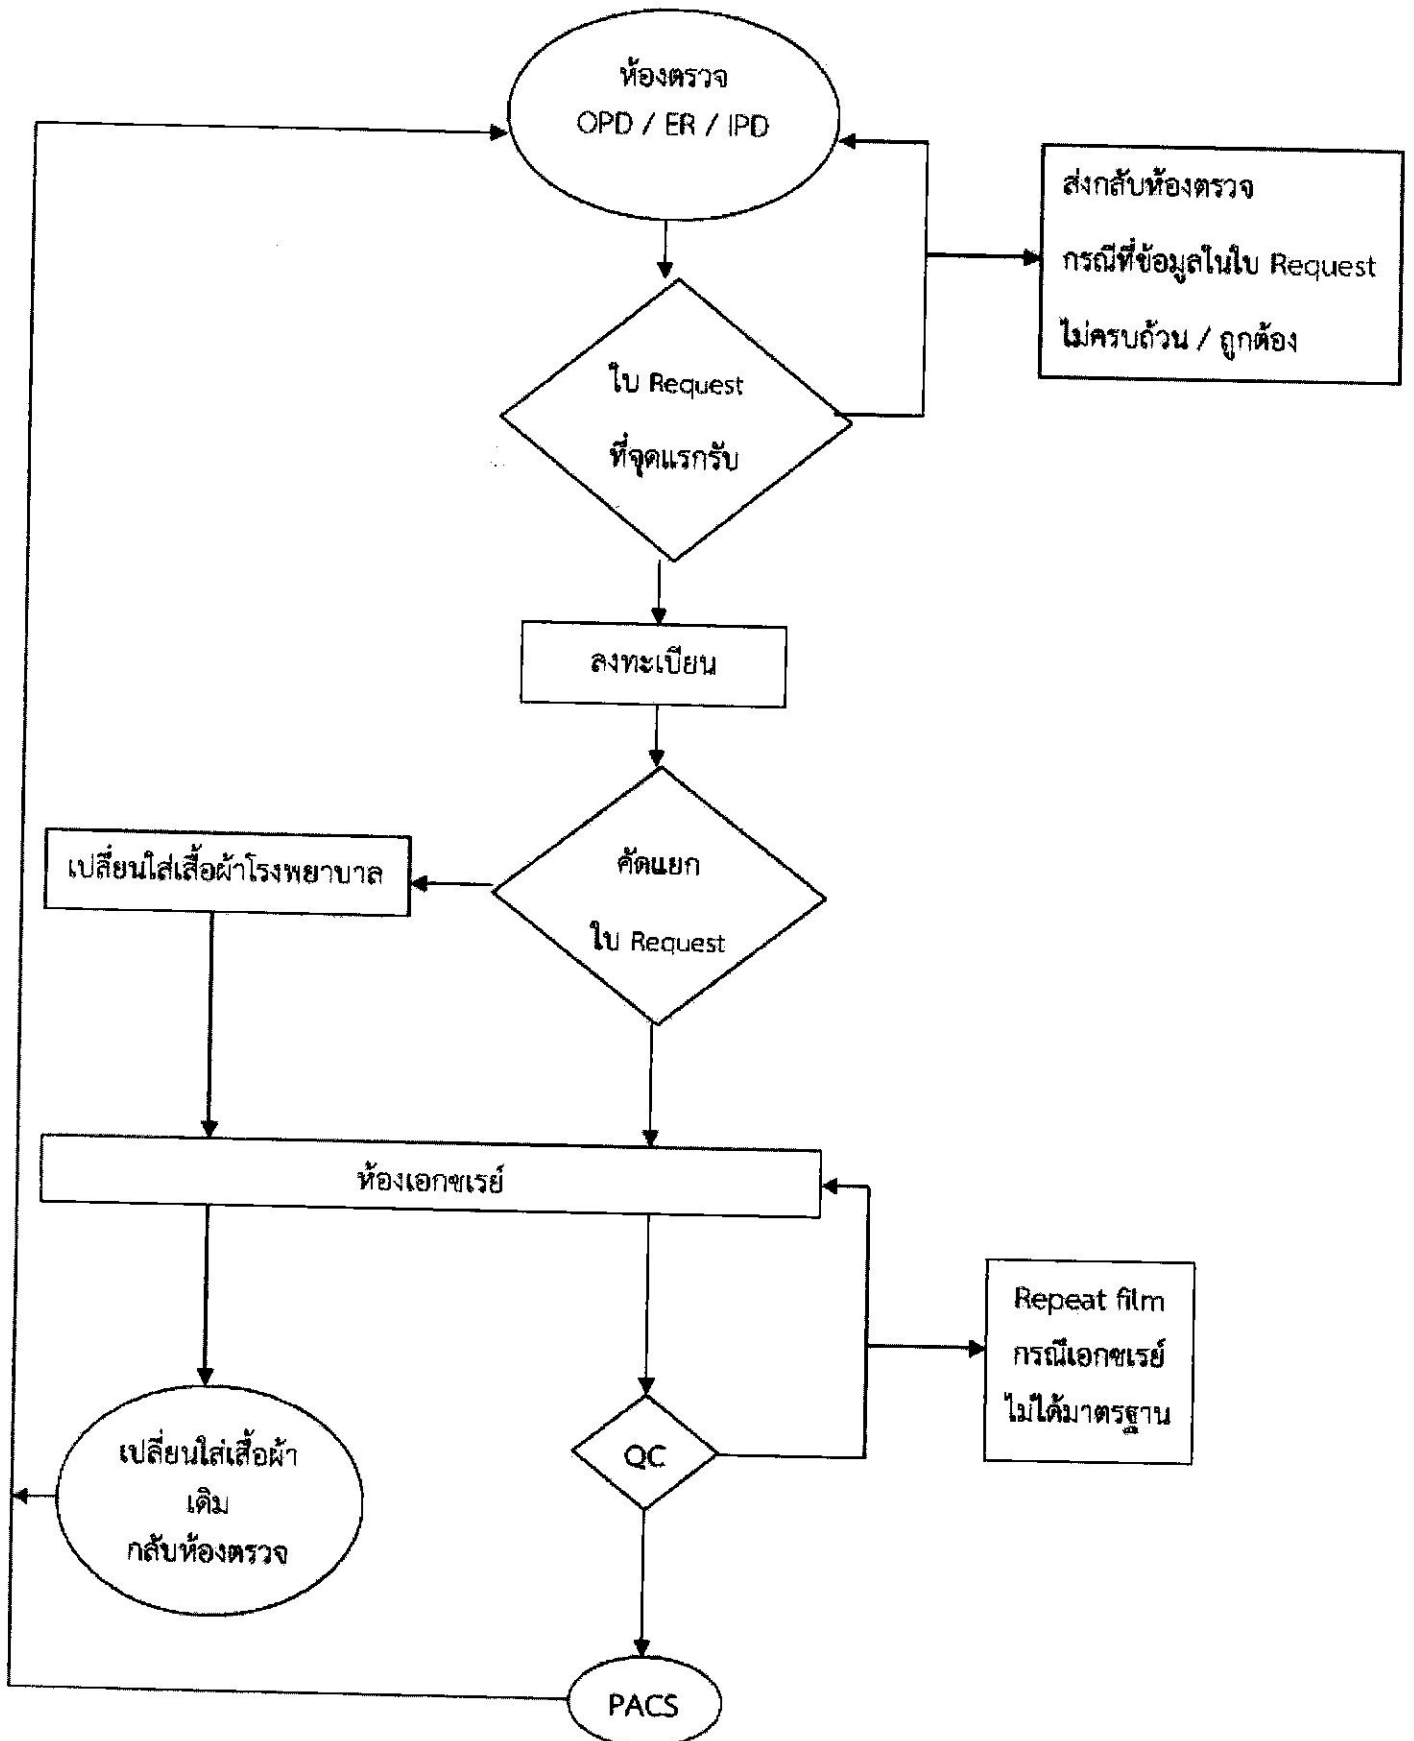 ห้องตรวจ
OPD / ER / IPD
ส่งกลับห้องตรวจ
กรณีที่ข้อมูลในใบ Request
ไม่ครบถ้วน / ถูกต้อง
ใบ Request
ที่จุดแรกรับ
ลงทะเบียน
คัดแยก
ใบ Request
เปลี่ยนใส่เสื้อผ้าโรงพยาบาล
ห้องเอกซเรย์
Repeat film
กรณีเอกซเรย์
ไม่ได้มาตรฐาน
QC
เปลี่ยนใส่เสื้อผ้า
เดิม
กลับห้องตรวจ
PACS